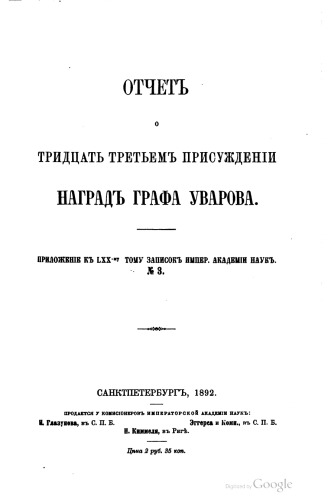 ОТЧЕТЪ
О
ТРИДЦАТЬ ТРЕТЬЕМЪ ПРИСУЖДЕНІИ
НАГРАДЪ ГРАФА УВАРОВА.
ПРИЛОЖЕНІЕ КЪ LXX-му ТОМУ ЗАПИСОКЪ ИМПЕР. АКАДЕМІИ НАУКЪ.
№ 3.
САНКТПЕТЕРБУРГЪ, 1892.
ПРОДАЕТСЯ У КОМИСІОНЕРОВЪ ИМПЕРАТОРСКОЙ АКАДЕМІИ НАУКЪ:
И. Глазунова, въ С. П. Б. Эггерса и Комп., въ С. П. Б.
Н. Киммеля, въ Ригѣ.
Цѣна 2 руб. 35 коп.
Digitized by Google